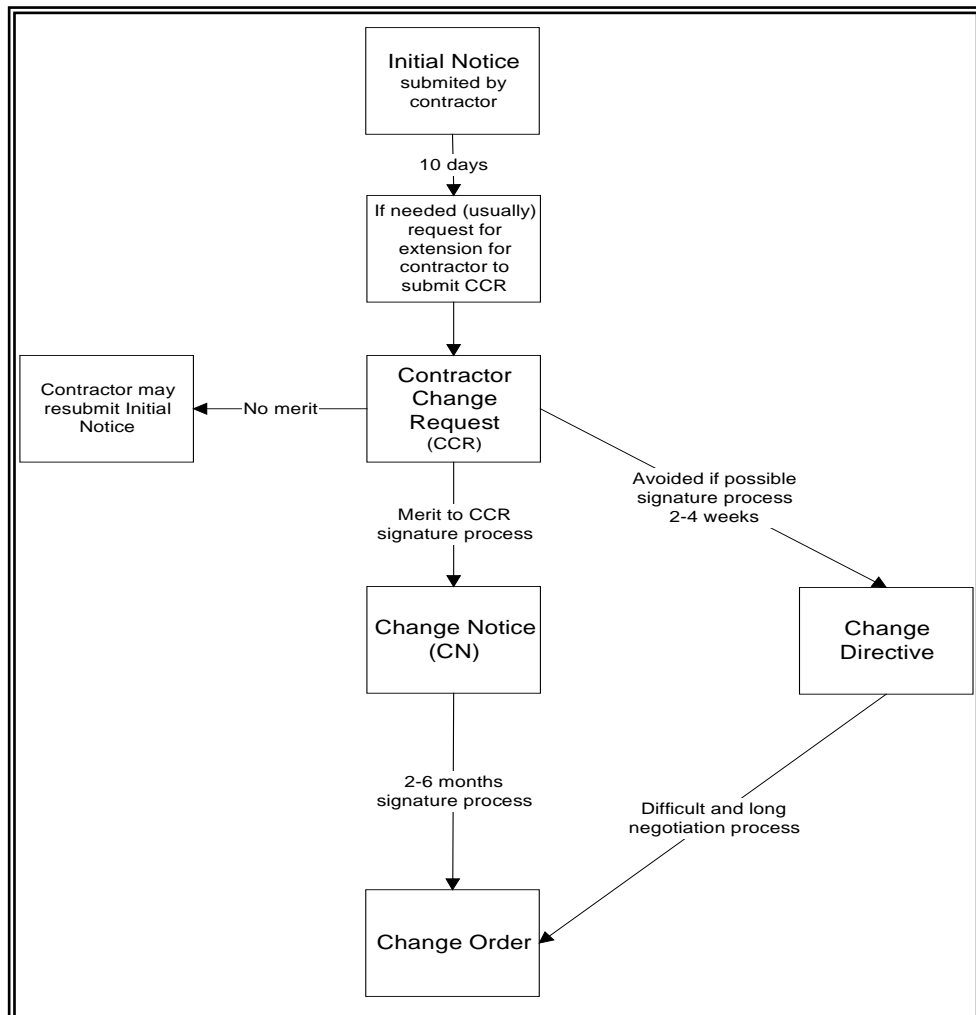 Initial Notice
submited by
contractor
10 days
If needed (usually)
request for
extension for
contractor to
submit CCR
Contractor may
resubmit Initial
Notice
No merit
Contractor
Change
Request
(CCR)
Avoided if possible
signature process
2-4 weeks
Merit to CCR
signature process
Change Notice
(CN)
Change
Directive
2-6 months
signature process
Difficult and long
negotiation process
Change Order